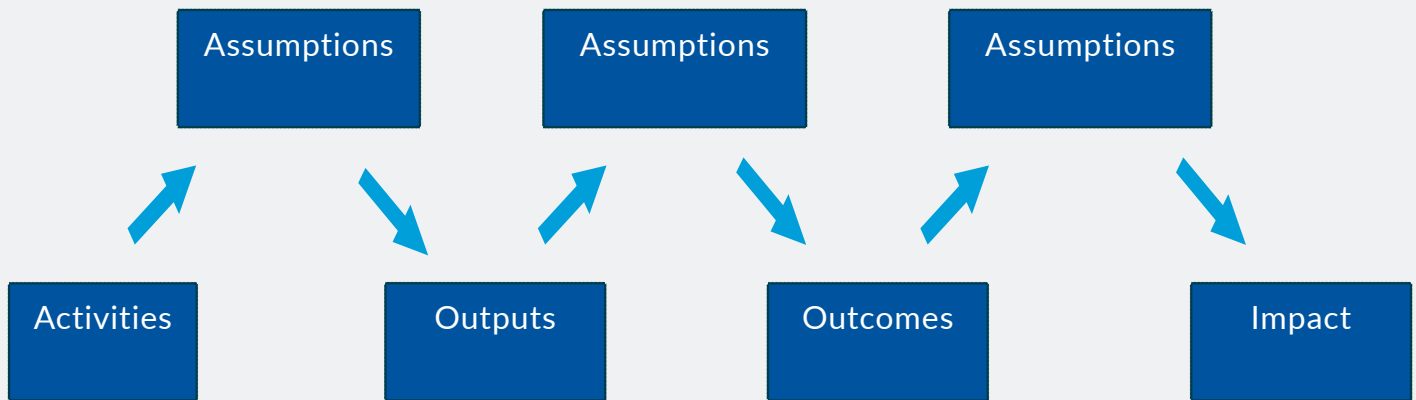 Assumptions
Assumptions
Assumptions
Activities
Outputs
Outcomes
Impact